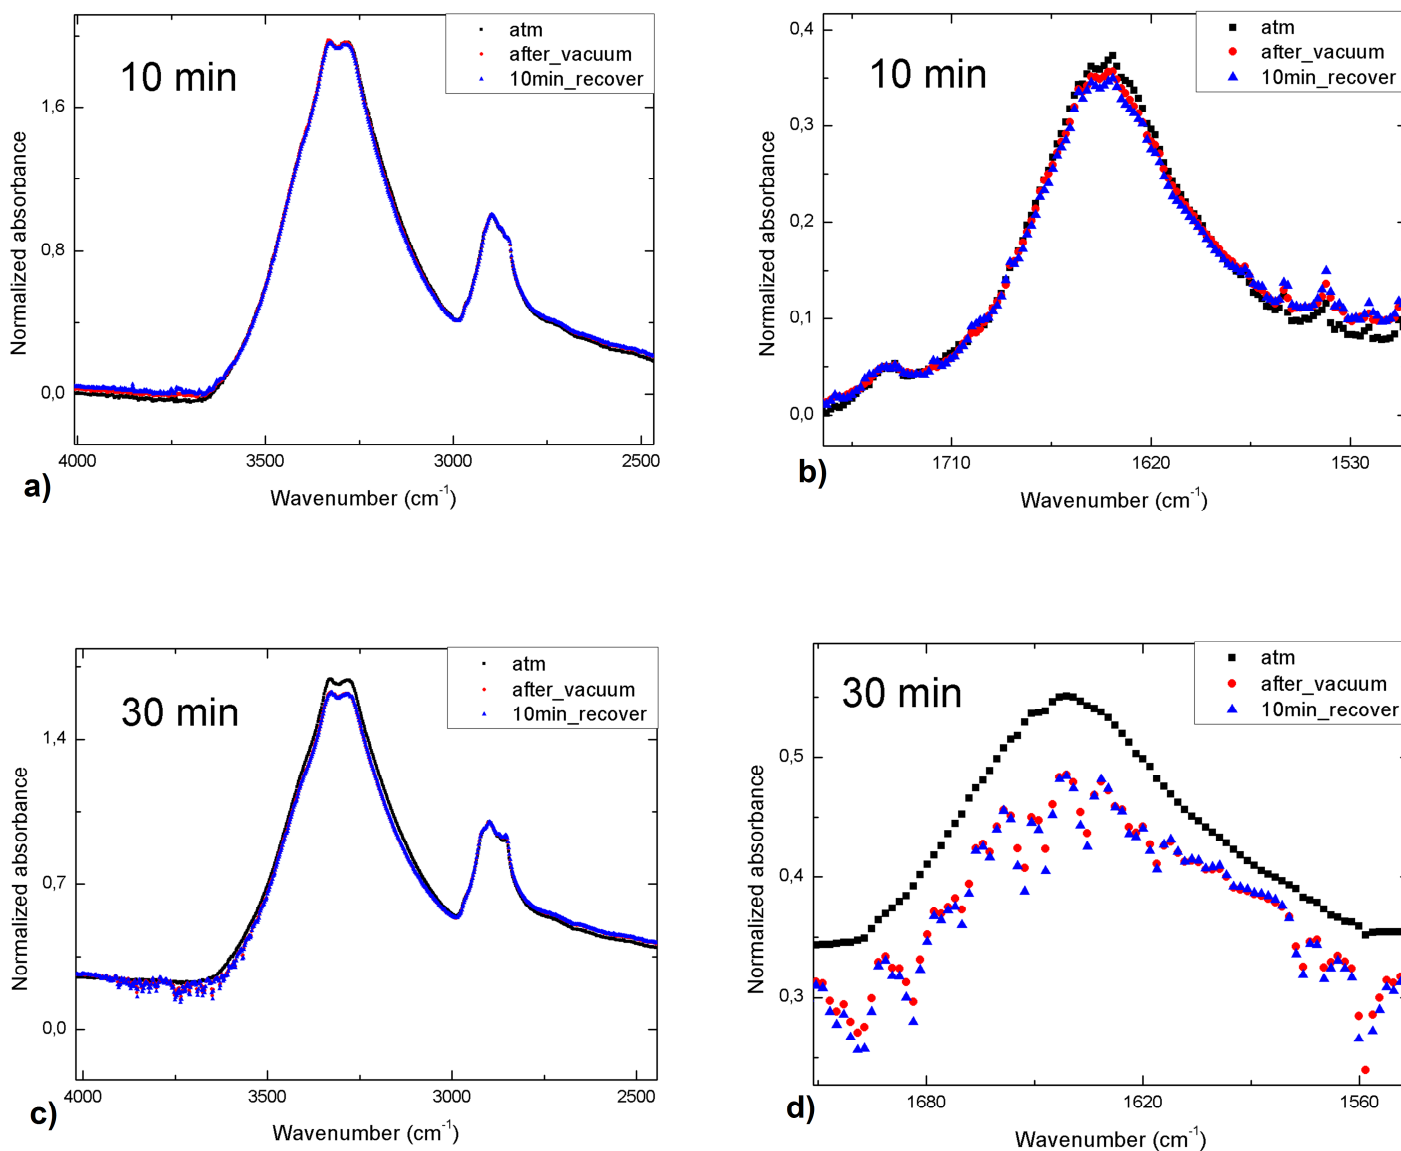 10 min
atm
after_vacuum
10min_recover
1,6
0,8
0,0
Normalized absorbance
4000
3500
3000
2500
Wavenumber (cm-1)
a)
10 min
atm
after_vacuum
10min_recover
0,4
0,3
0,2
0,1
0,0
Normalized absorbance
1710
1620
1530
Wavenumber (cm-1)
b)
30 min
atm
after_vacuum
10min_recover
1,4
0,7
0,0
Normalized absorbance
4000
3500
3000
2500
Wavenumber (cm-1)
c)
30 min
atm
after_vacuum
10min_recover
0,5
0,4
0,3
Normalized absorbance
1680
1620
1560
Wavenumber (cm-1)
d)